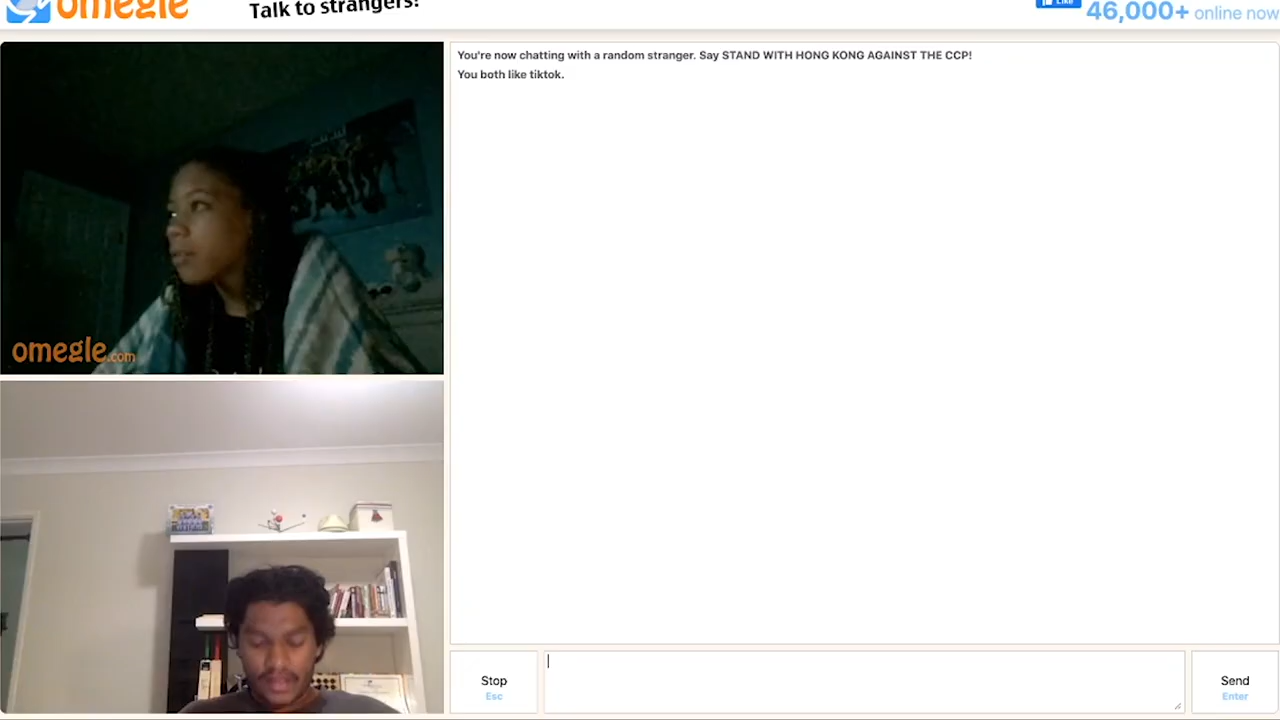 omegle
Talk to strangers!
Like
46,000+ online now
You're now chatting with a random stranger. Say STAND WITH HONG KONG AGAINST THE CCP!
You both like tiktok.
omegle.com
Stop
Esc
Send
Enter